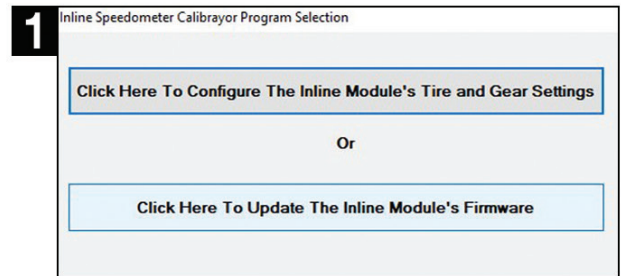 1
Inline Speedometer Calibrayor Program Selection
Click Here To Configure The Inline Module's Tire and Gear Settings
Or
Click Here To Update The Inline Module's Firmware